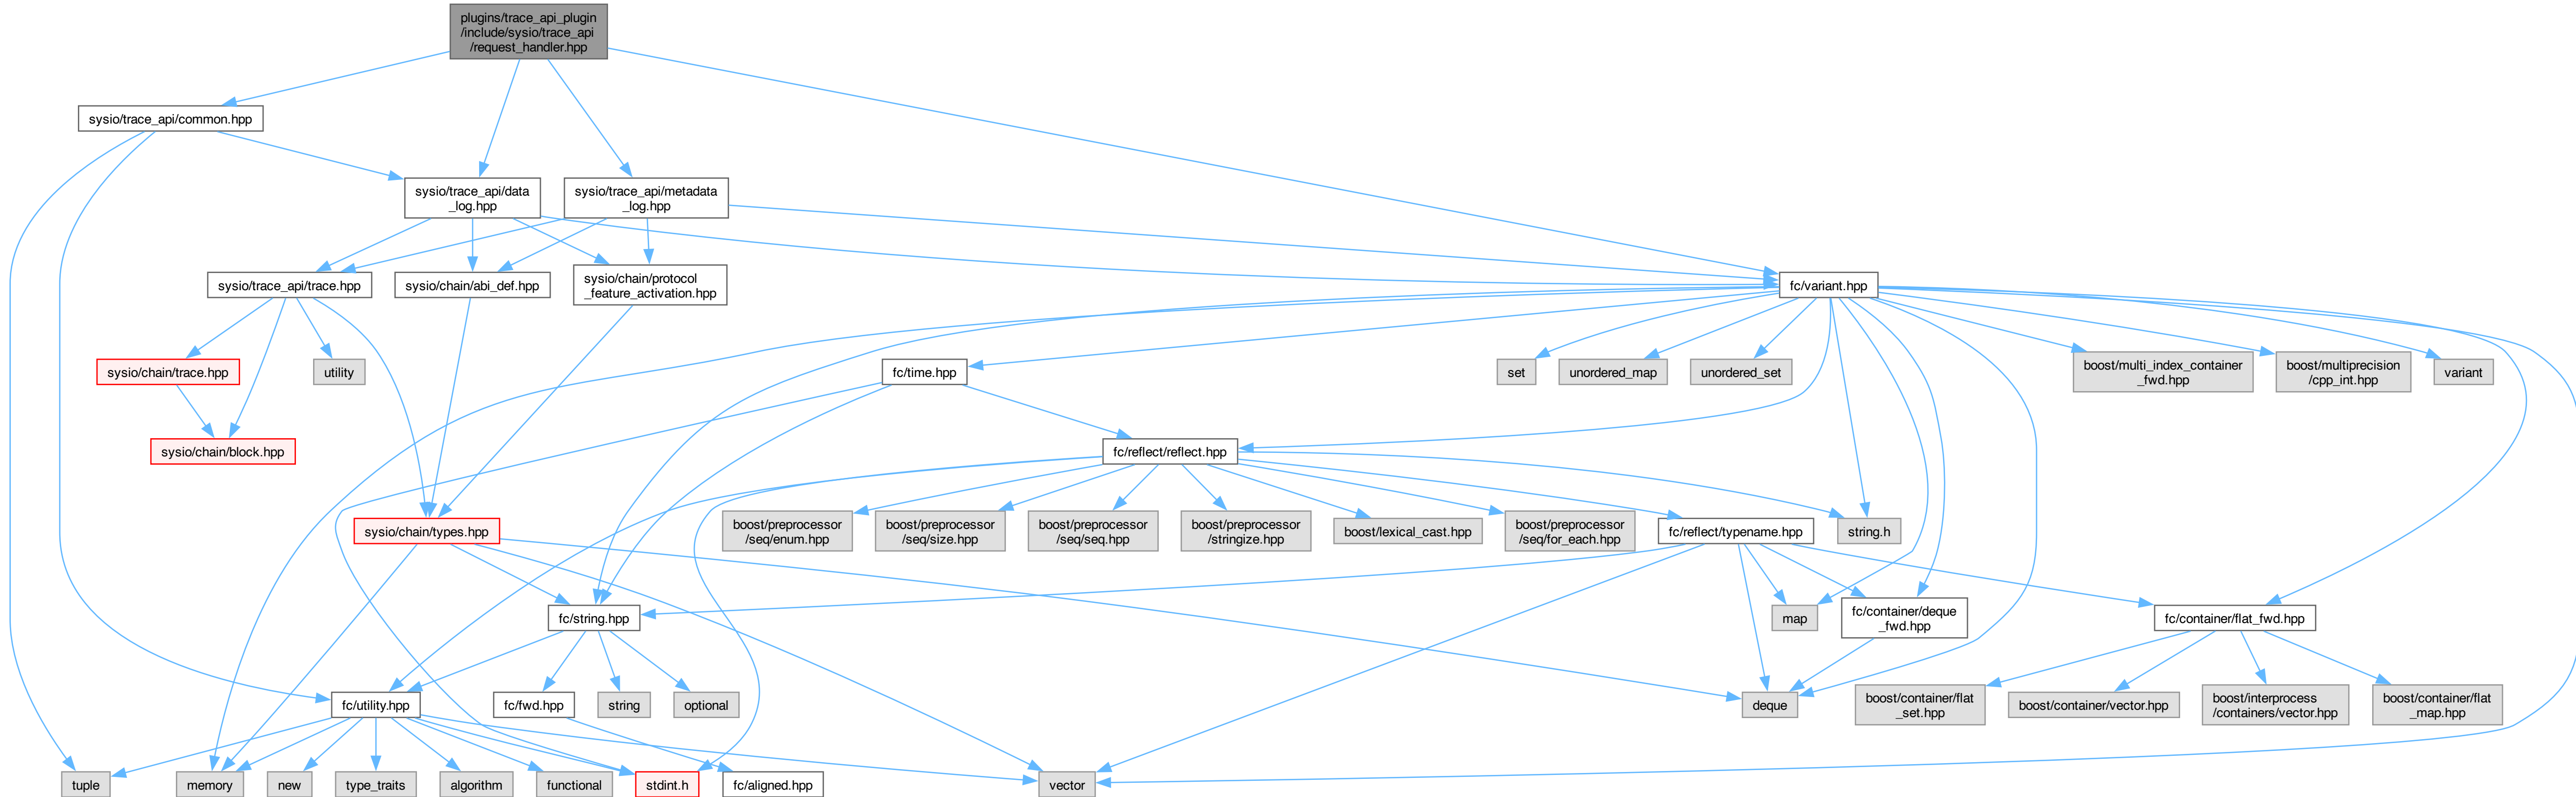 plugins/trace_api_plugin
/include/sysio/trace_api
/request_handler.hpp
sysio/trace_api/common.hpp
sysio/trace_api/data
_log.hpp
sysio/trace_api/metadata
_log.hpp
sysio/trace_api/trace.hpp
sysio/chain/abi_def.hpp
sysio/chain/protocol
_feature_activation.hpp
fc/variant.hpp
sysio/chain/trace.hpp
utility
fc/time.hpp
set
unordered_map
unordered_set
boost/multi_index_container
_fwd.hpp
boost/multiprecision
/cpp_int.hpp
variant
sysio/chain/block.hpp
fc/reflect/reflect.hpp
sysio/chain/types.hpp
boost/preprocessor
/seq/enum.hpp
boost/preprocessor
/seq/size.hpp
boost/preprocessor
/seq/seq.hpp
boost/preprocessor
/stringize.hpp
boost/lexical_cast.hpp
boost/preprocessor
/seq/for_each.hpp
fc/reflect/typename.hpp
string.h
fc/string.hpp
map
fc/container/deque
_fwd.hpp
fc/container/flat_fwd.hpp
fc/utility.hpp
fc/fwd.hpp
string
optional
deque
boost/container/flat
_set.hpp
boost/container/vector.hpp
boost/interprocess
/containers/vector.hpp
boost/container/flat
_map.hpp
tuple
memory
new
type_traits
algorithm
functional
stdint.h
fc/aligned.hpp
vector